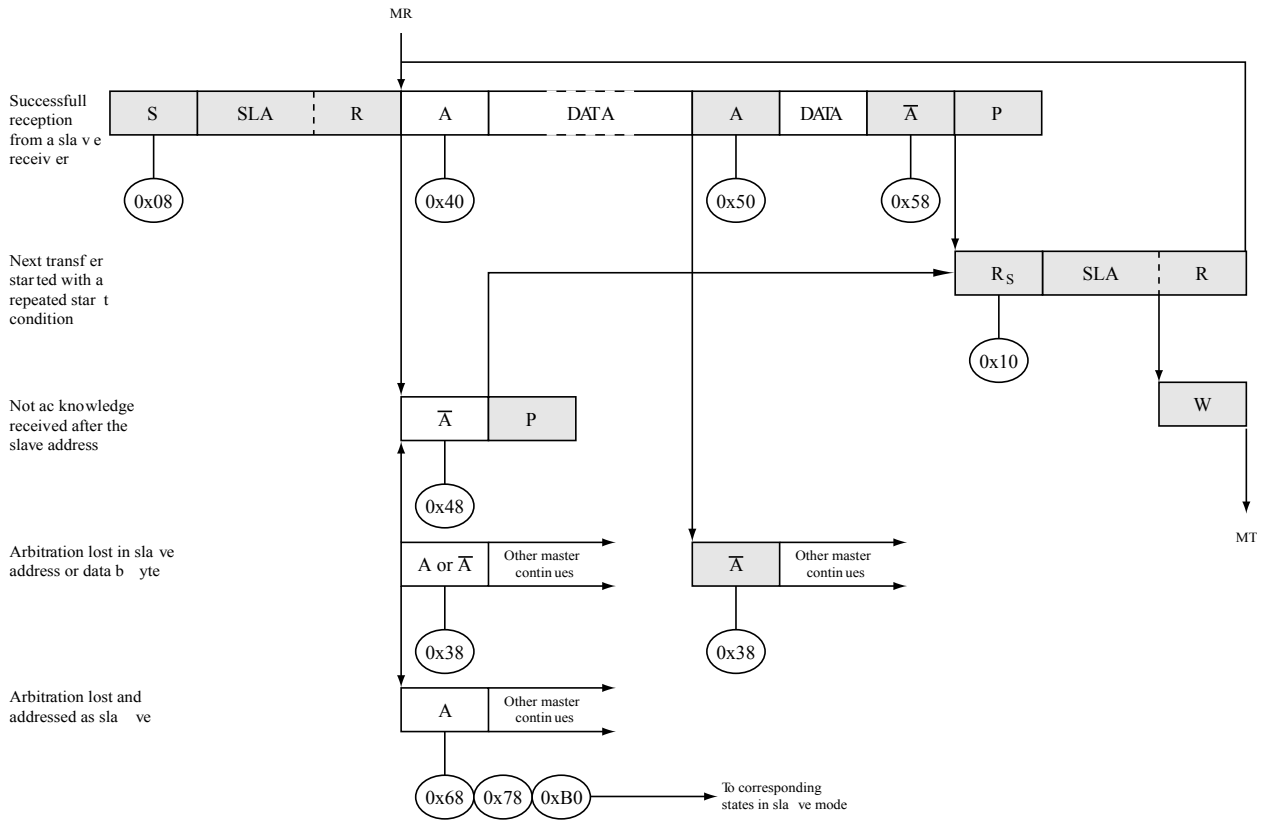 MR
Successfull
reception
from a sla v e
receiv er
S SLA R A DATA A DATA A̅ P
0x08 0x40 0x50 0x58
Next transf er
star ted with a
repeated star t
condition
RS SLA R
0x10
Not ac knowledge
received after the
slave address
A̅ P
W
0x48
MT
Arbitration lost in sla ve
address or data b yte
A or A̅
Other master
contin ues
A̅
Other master
contin ues
0x38 0x38
Arbitration lost and
addressed as sla ve
A
Other master
contin ues
0x68 0x78 0xB0
To corresponding
states in sla ve mode